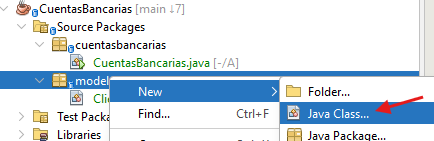 CuentasBancarias [main ↓7]
Source Packages
cuentasbancarias
CuentasBancarias.java [-/A]
model
New
Folder...
Cli
Find...
Ctrl+F
Java Class...
Test Packa
Libraries
Java Package...